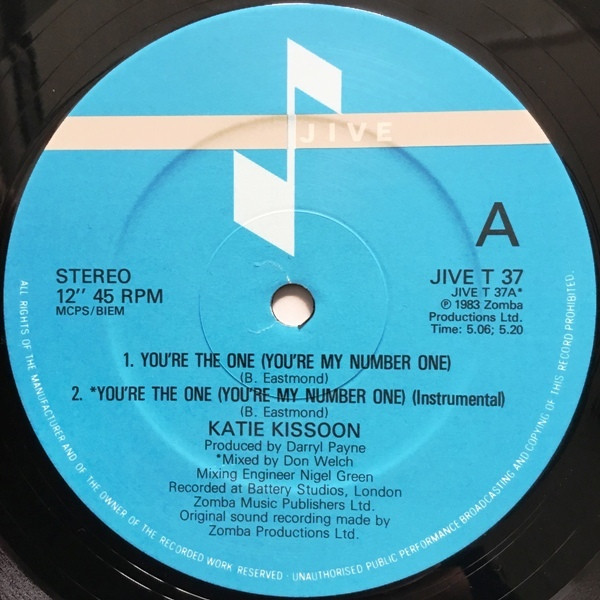 JIVE
A
STEREO
12" 45 RPM
MCPS/BIEM
JIVE T 37
JIVE T 37A*
℗ 1983 Zomba
Productions Ltd.
Time: 5.06; 5.20
1. YOU'RE THE ONE (YOU'RE MY NUMBER ONE)
(B. Eastmond)
2. *YOU'RE THE ONE (YOU'RE MY NUMBER ONE) (Instrumental)
(B. Eastmond)
KATIE KISSOON
Produced by Darryl Payne
*Mixed by Don Welch
Mixing Engineer Nigel Green
Recorded at Battery Studios, London
Zomba Music Publishers Ltd.
Original sound recording made by
Zomba Productions Ltd.
ALL RIGHTS OF THE MANUFACTURER AND OF THE OWNER OF THE RECORDED WORK RESERVED · UNAUTHORISED PUBLIC PERFORMANCE BROADCASTING AND COPYING OF THIS RECORD PROHIBITED.